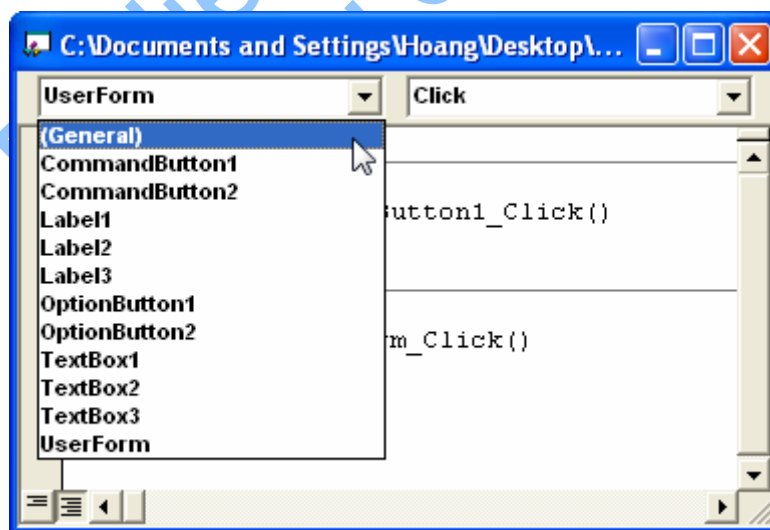 C:\Documents and Settings\Hoang\Desktop\...
UserForm Click
(General)
CommandButton1
CommandButton2
Label1
utton1_Click()
Label2
Label3
OptionButton1
OptionButton2
m_Click()
TextBox1
TextBox2
TextBox3
UserForm